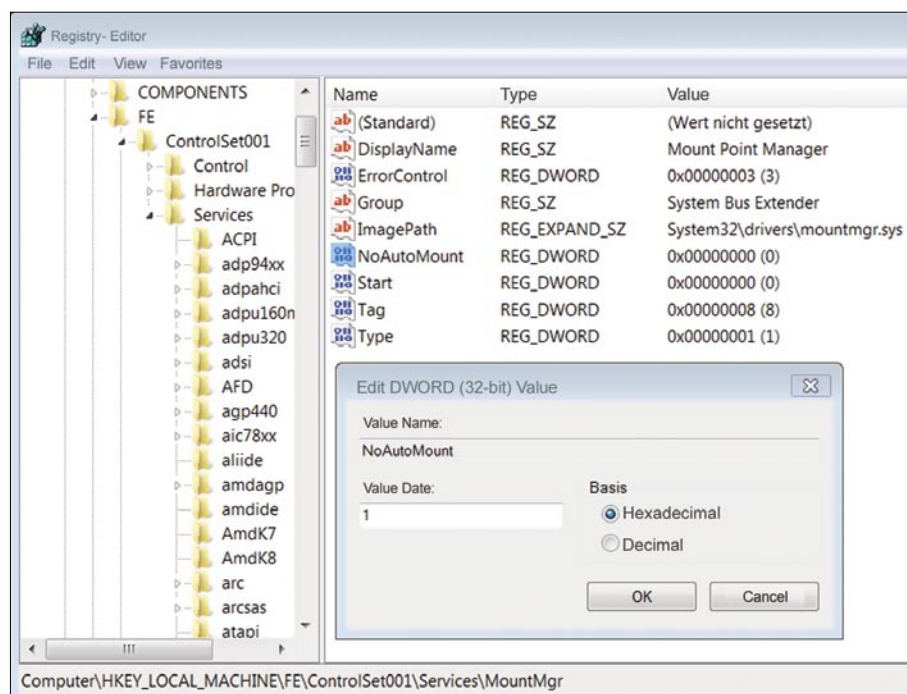 Registry- Editor
File Edit View Favorites
COMPONENTS
FE
ControlSet001
Control
Hardware Pro
Services
ACPI
adp94xx
adpahci
adpu160n
adpu320
adsi
AFD
agp440
aic78xx
aliide
amdagp
amdide
AmdK7
AmdK8
arc
arcsas
atapi
Name Type Value
(Standard) REG_SZ (Wert nicht gesetzt)
DisplayName REG_SZ Mount Point Manager
ErrorControl REG_DWORD 0x00000003 (3)
Group REG_SZ System Bus Extender
ImagePath REG_EXPAND_SZ System32\drivers\mountmgr.sys
NoAutoMount REG_DWORD 0x00000000 (0)
Start REG_DWORD 0x00000000 (0)
Tag REG_DWORD 0x00000008 (8)
Type REG_DWORD 0x00000001 (1)
Edit DWORD (32-bit) Value
Value Name:
NoAutoMount
Value Date:
1
Basis
Hexadecimal
Decimal
OK Cancel
Computer\HKEY_LOCAL_MACHINE\FE\ControlSet001\Services\MountMgr